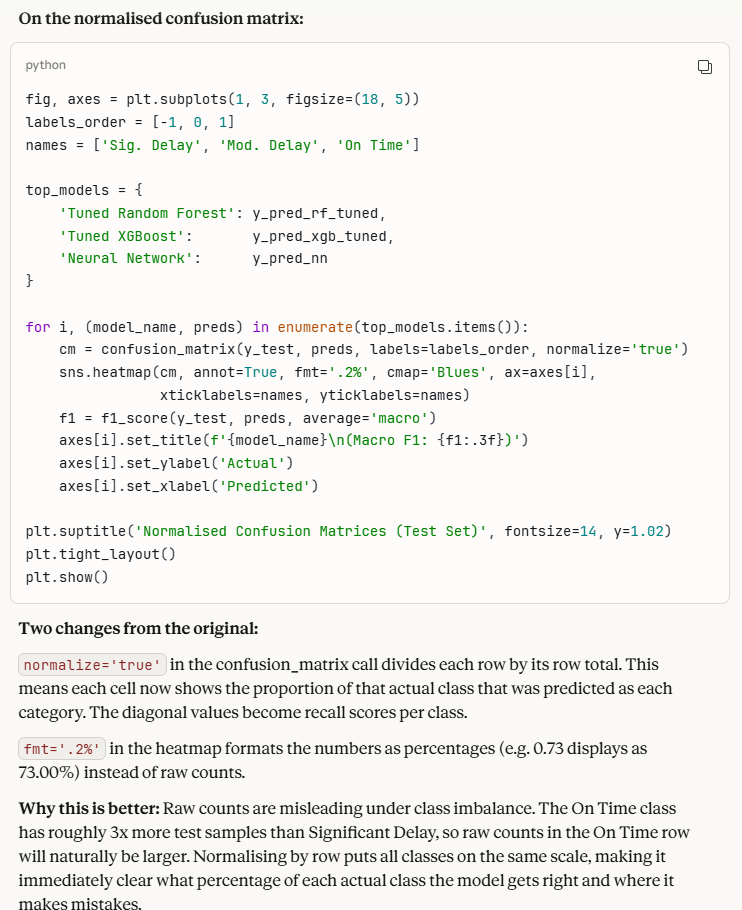 On the normalised confusion matrix:
python
fig, axes = plt.subplots(1, 3, figsize=(18, 5))
labels_order = [-1, 0, 1]
names = ['Sig. Delay', 'Mod. Delay', 'On Time']

top_models = {
    'Tuned Random Forest': y_pred_rf_tuned,
    'Tuned XGBoost':       y_pred_xgb_tuned,
    'Neural Network':      y_pred_nn
}

for i, (model_name, preds) in enumerate(top_models.items()):
    cm = confusion_matrix(y_test, preds, labels=labels_order, normalize='true')
    sns.heatmap(cm, annot=True, fmt='.2%', cmap='Blues', ax=axes[i],
                xticklabels=names, yticklabels=names)
    f1 = f1_score(y_test, preds, average='macro')
    axes[i].set_title(f'{model_name}\n(Macro F1: {f1:.3f})')
    axes[i].set_ylabel('Actual')
    axes[i].set_xlabel('Predicted')

plt.suptitle('Normalised Confusion Matrices (Test Set)', fontsize=14, y=1.02)
plt.tight_layout()
plt.show()
Two changes from the original:
normalize='true' in the confusion_matrix call divides each row by its row total. This
means each cell now shows the proportion of that actual class that was predicted as each
category. The diagonal values become recall scores per class.
fmt='.2%' in the heatmap formats the numbers as percentages (e.g. 0.73 displays as
73.00%) instead of raw counts.
Why this is better: Raw counts are misleading under class imbalance. The On Time class
has roughly 3x more test samples than Significant Delay, so raw counts in the On Time row
will naturally be larger. Normalising by row puts all classes on the same scale, making it
immediately clear what percentage of each actual class the model gets right and where it
makes mistakes.